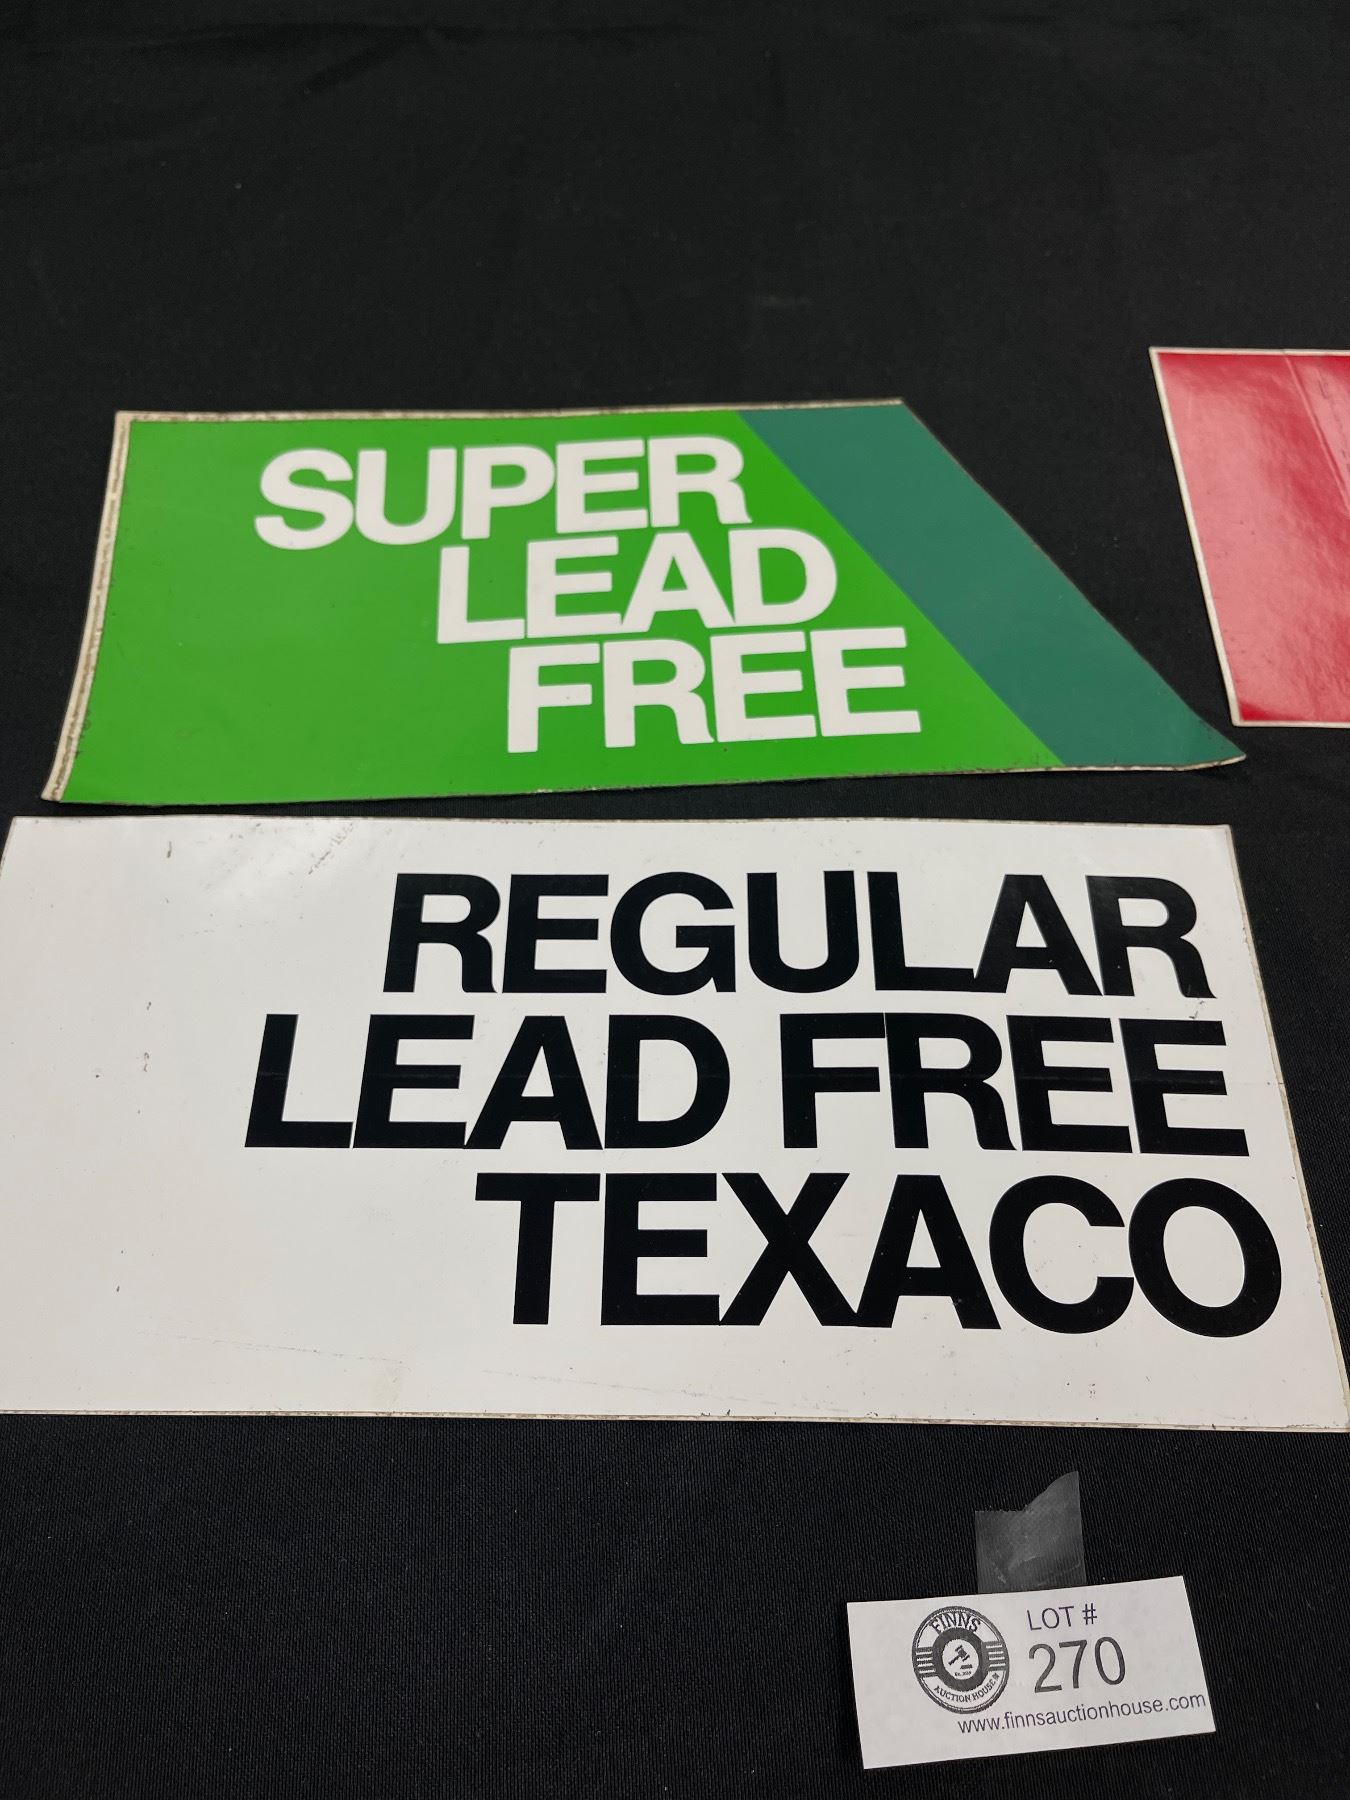 SUPER
LEAD
FREE
REGULAR
LEAD FREE
TEXACO
FINNS
AUCTION HOUSE
LOT #
270
www.finnsauctionhouse.com